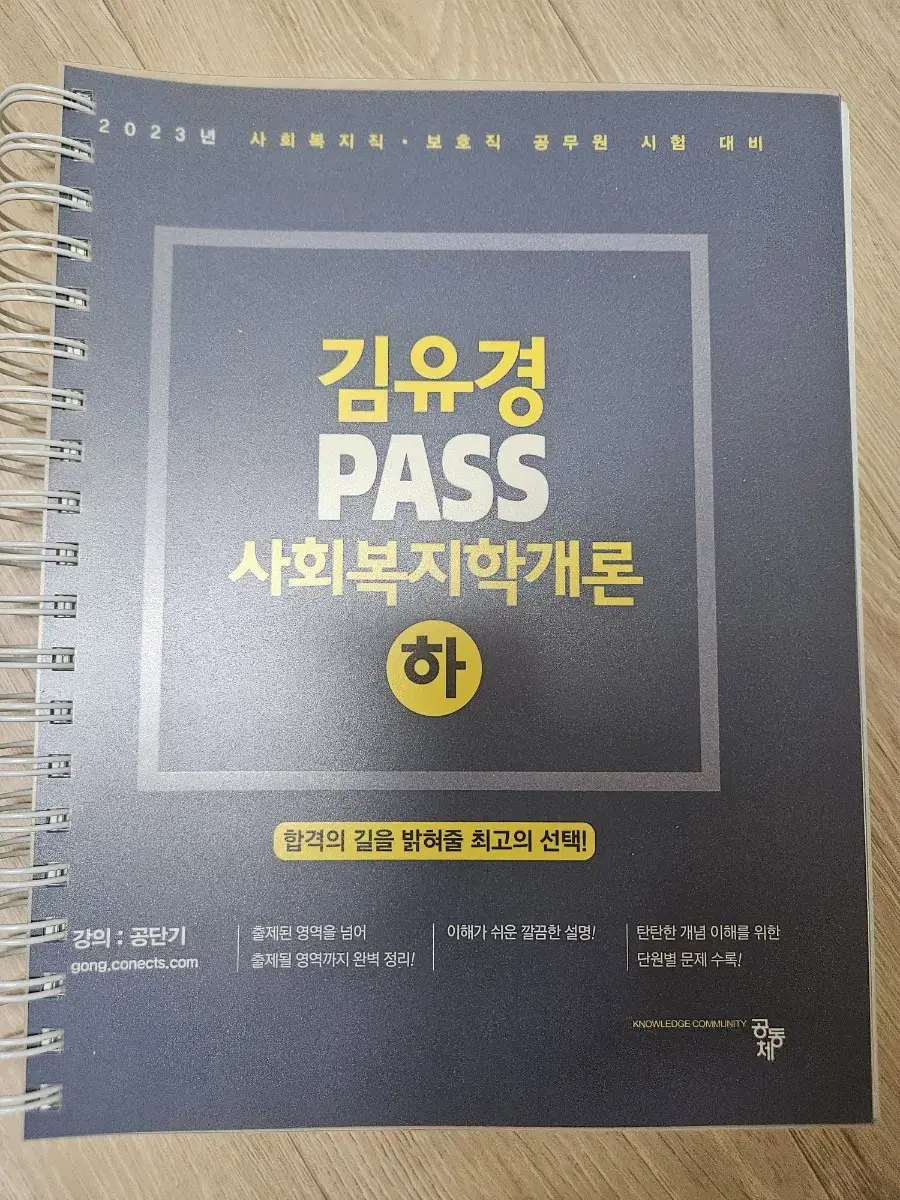 2023년 사회복지직·보호직 공무원 시험 대비
김유경
PASS
사회복지학개론
하
합격의 길을 밝혀줄 최고의 선택!
강의 : 공단기
gong.conects.com
출제된 영역을 넘어
출제될 영역까지 완벽 정리!
이해가 쉬운 깔끔한 설명!
탄탄한 개념 이해를 위한
단원별 문제 수록!
KNOWLEDGE COMMUNITY 공동체